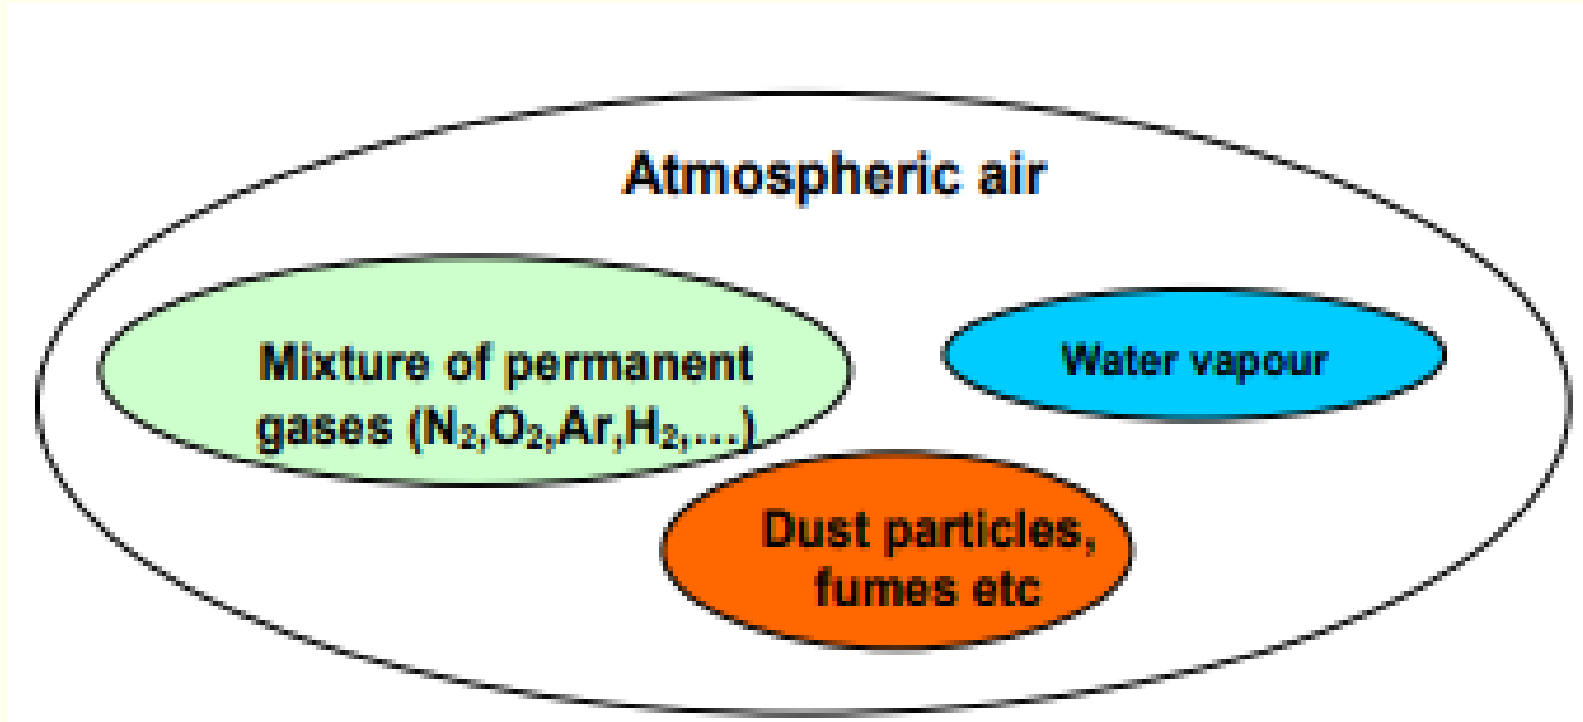 Atmospheric air
Mixture of permanent
gases (N₂,O₂,Ar,H₂,…)
Water vapour
Dust particles,
fumes etc